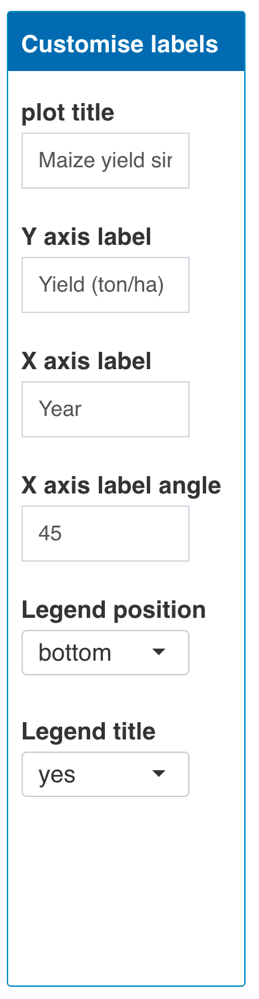 Customise labels
plot title
Maize yield
Y axis label
Yield (ton/ha)
X axis label
Year
X axis label angle
45
Legend position
bottom
Legend title
yes